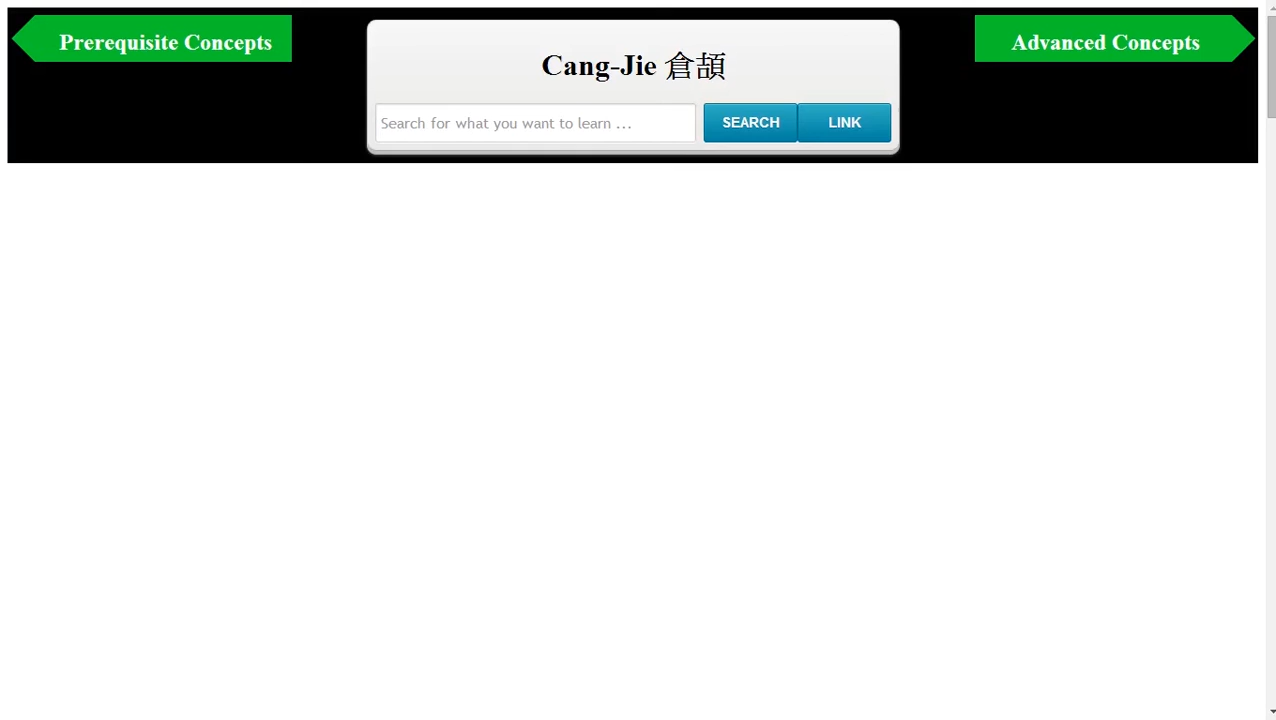 Prerequisite Concepts
Cang-Jie 倉頡
Search for what you want to learn ...
SEARCH
LINK
Advanced Concepts